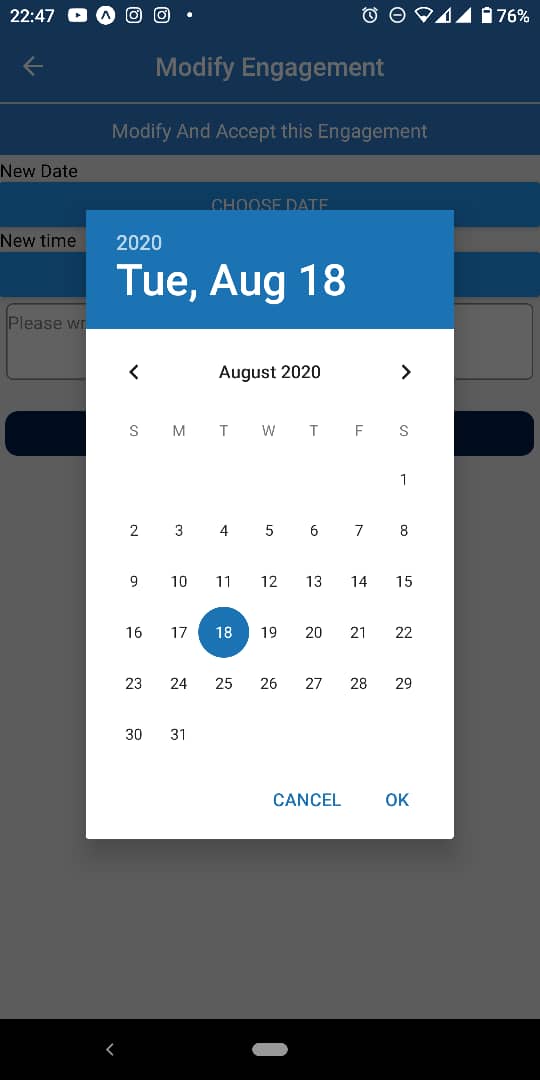 22:47 76%
Modify Engagement
Modify And Accept this Engagement
New Date
CHOOSE DATE
New time
Please
2020
Tue, Aug 18
August 2020
S M T W T F S
1
2 3 4 5 6 7 8
9 10 11 12 13 14 15
16 17 18 19 20 21 22
23 24 25 26 27 28 29
30 31
CANCEL OK